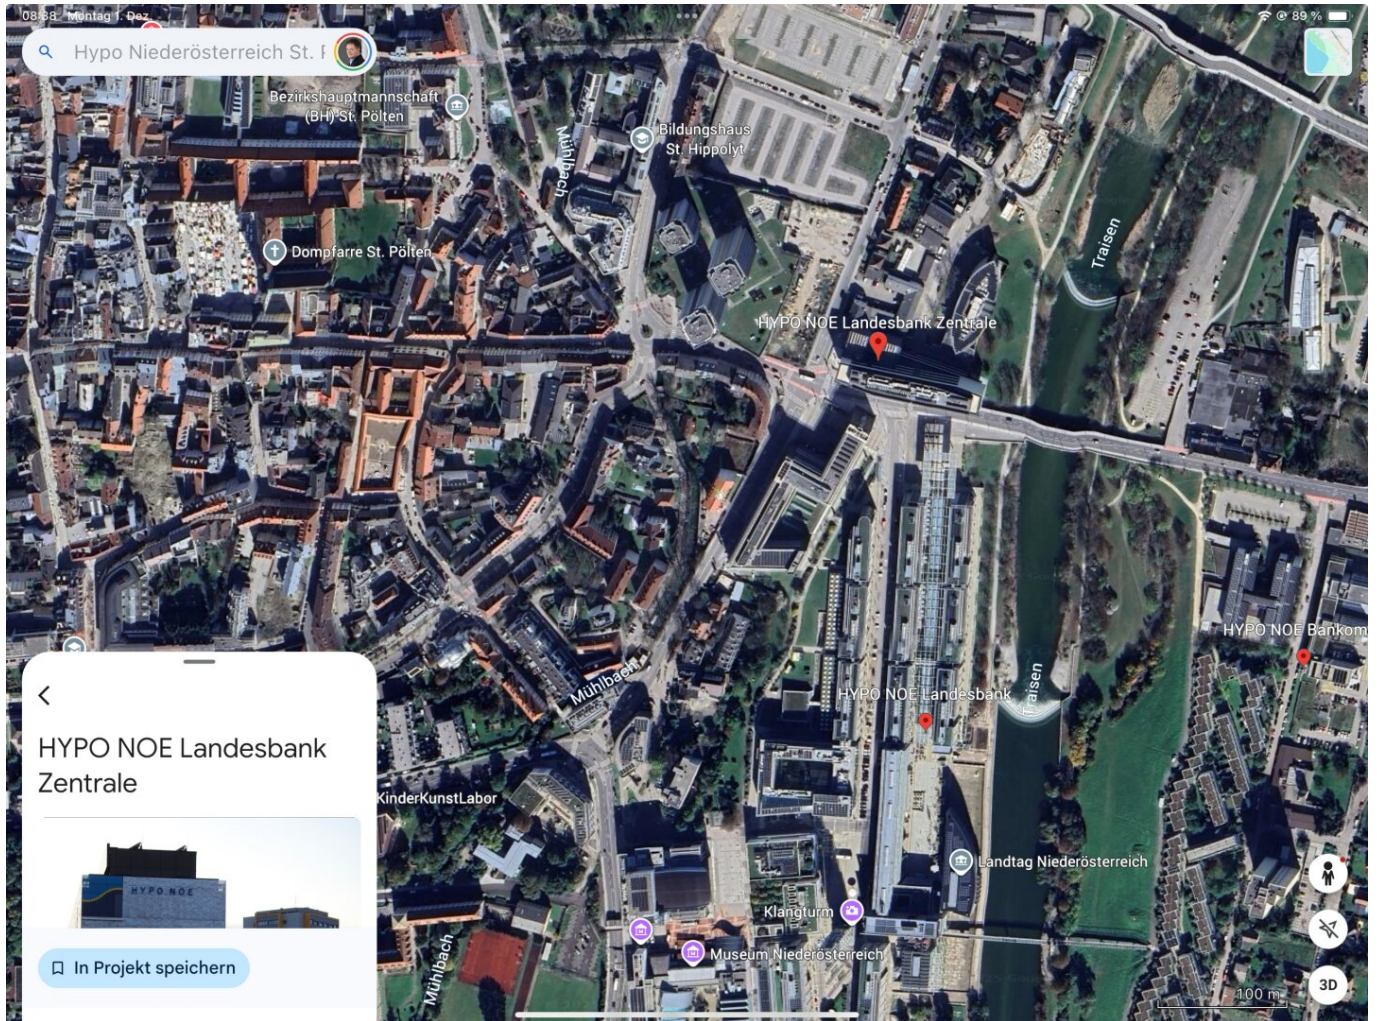 08:38 Montag 1. Dez.
89 %
Hypo Niederösterreich St. P
Bezirkshauptmannschaft
(BH) St. Pölten
Mühlbach
Bildungshaus
St. Hippolyt
Dompfarre St. Pölten
Traisen
HYPO NOE Landesbank Zentrale
HYPO NOE Bankom
Mühlbach
Traisen
HYPO NOE Landesbank
HYPO NOE Landesbank
Zentrale
KinderKunstLabor
HYPO NOE
Landtag Niederösterreich
Klangturm
Museum Niederösterreich
Mühlbach
In Projekt speichern
3D
100 m